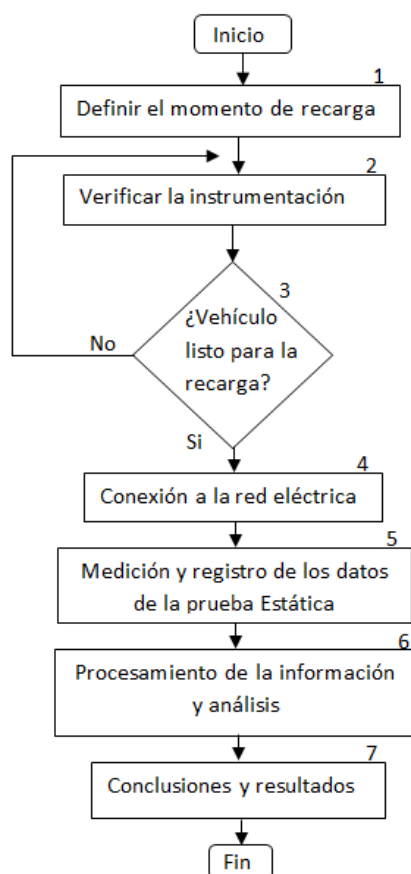 Inicio
1
Definir el momento de recarga
2
Verificar la instrumentación
3
¿Vehículo
listo para la
recarga?
No
Si
4
Conexión a la red eléctrica
5
Medición y registro de los datos
de la prueba Estática
6
Procesamiento de la información
y análisis
7
Conclusiones y resultados
Fin